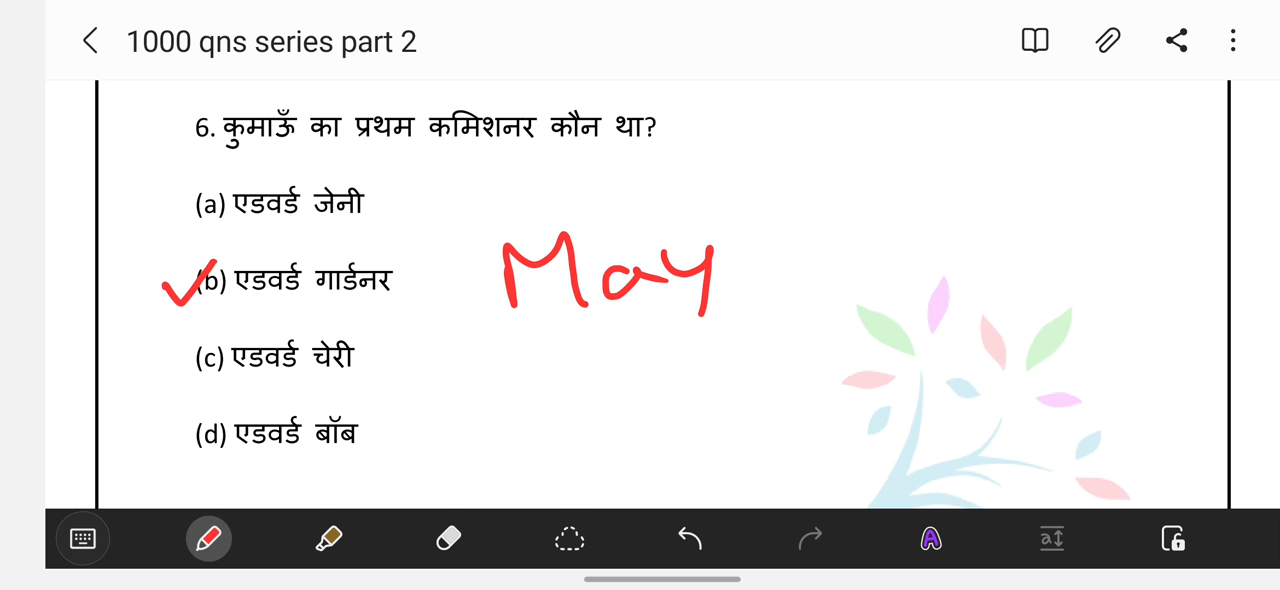 1000 qns series part 2
6. कुमाऊँ का प्रथम कमिशनर कौन था?
(a) एडवर्ड जेनी
(b) एडवर्ड गार्डनर
May
(c) एडवर्ड चेरी
(d) एडवर्ड बॉब
A
a